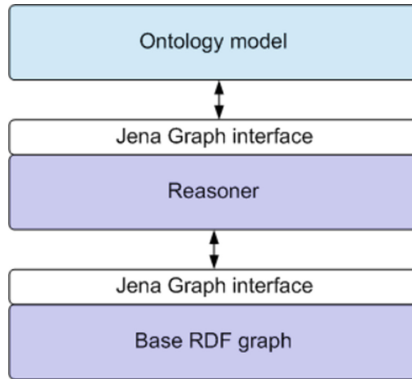 Ontology model
Jena Graph interface
Reasoner
Jena Graph interface
Base RDF graph